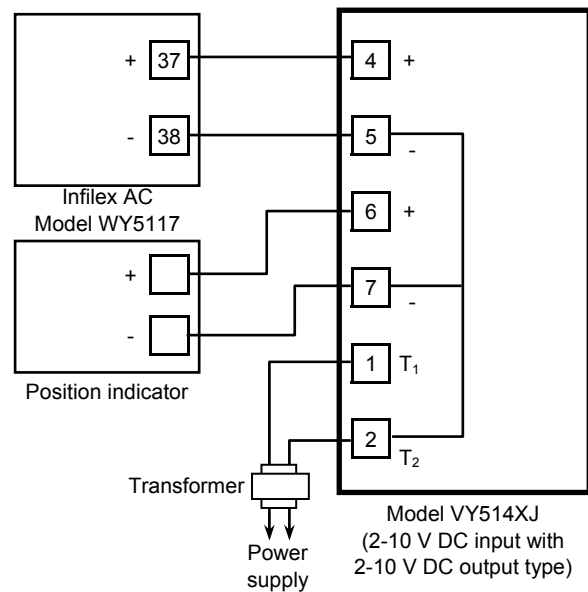 + 37
4 +
- 38
5 -
Infilex AC
Model WY5117
6 +
+
7 -
-
Position indicator
1 T₁
2 T₂
Transformer
Power
supply
Model VY514XJ
(2-10 V DC input with
2-10 V DC output type)